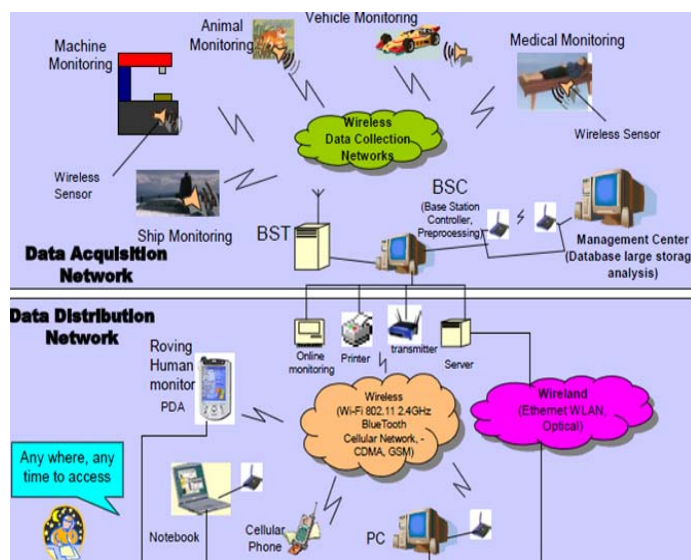 Machine
Monitoring
Animal
Monitoring
Vehicle Monitoring
Medical Monitoring
Wireless
Data Collection
Networks
Wireless Sensor
Wireless
Sensor
Ship Monitoring
BST
BSC
(Base Station
Controller,
Preprocessing)
Management Center
(Database large storag
analysis)
Data Acquisition
Network
Data Distribution
Network
Online
monitoring
Printer
transmitter
Server
Roving
Human
monitor
PDA
Wireless
(Wi-Fi 802.11 2.4GHz
BlueTooth
Cellular Network, -
CDMA, GSM)
Wireland
(Ethernet WLAN,
Optical)
Any where, any
time to access
Notebook
Cellular
Phone
PC